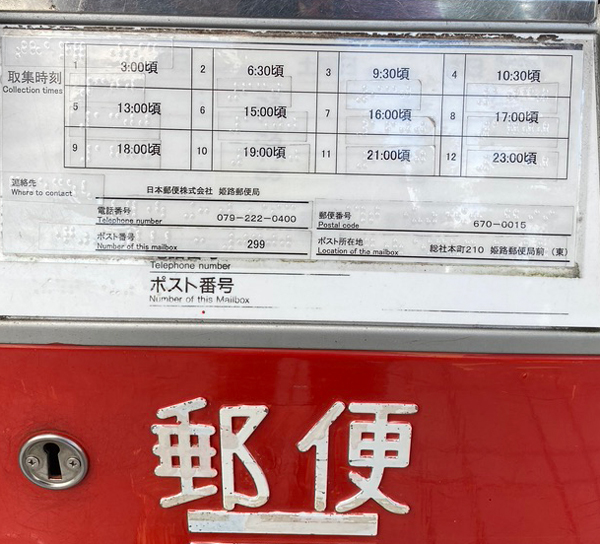 取集時刻
Collection times
1 3:00頃 2 6:30頃 3 9:30頃 4 10:30頃
5 13:00頃 6 15:00頃 7 16:00頃 8 17:00頃
9 18:00頃 10 19:00頃 11 21:00頃 12 23:00頃
連絡先
Where to contact
日本郵便株式会社 姫路郵便局
電話番号
Telephone number
079-222-0400
郵便番号
Postal code
670-0015
ポスト番号
Number of this mailbox
299
ポスト所在地
Location of the mailbox
総社本町210 姫路郵便局前(東)
Telephone number
ポスト番号
Number of this Mailbox
郵便